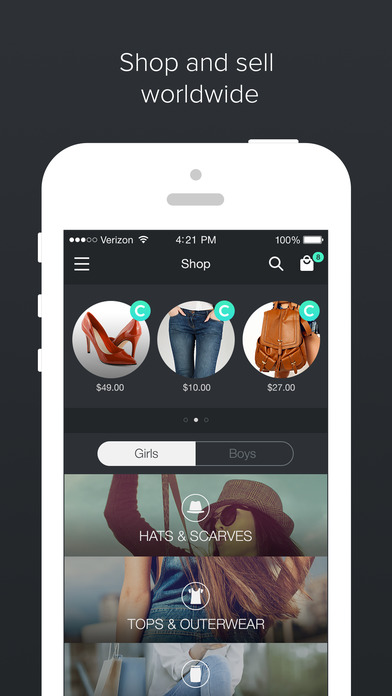 Shop and sell
worldwide
Verizon 4:21 PM 100%
Shop 8
C C C
$49.00 $10.00 $27.00
Girls Boys
HATS & SCARVES
TOPS & OUTERWEAR